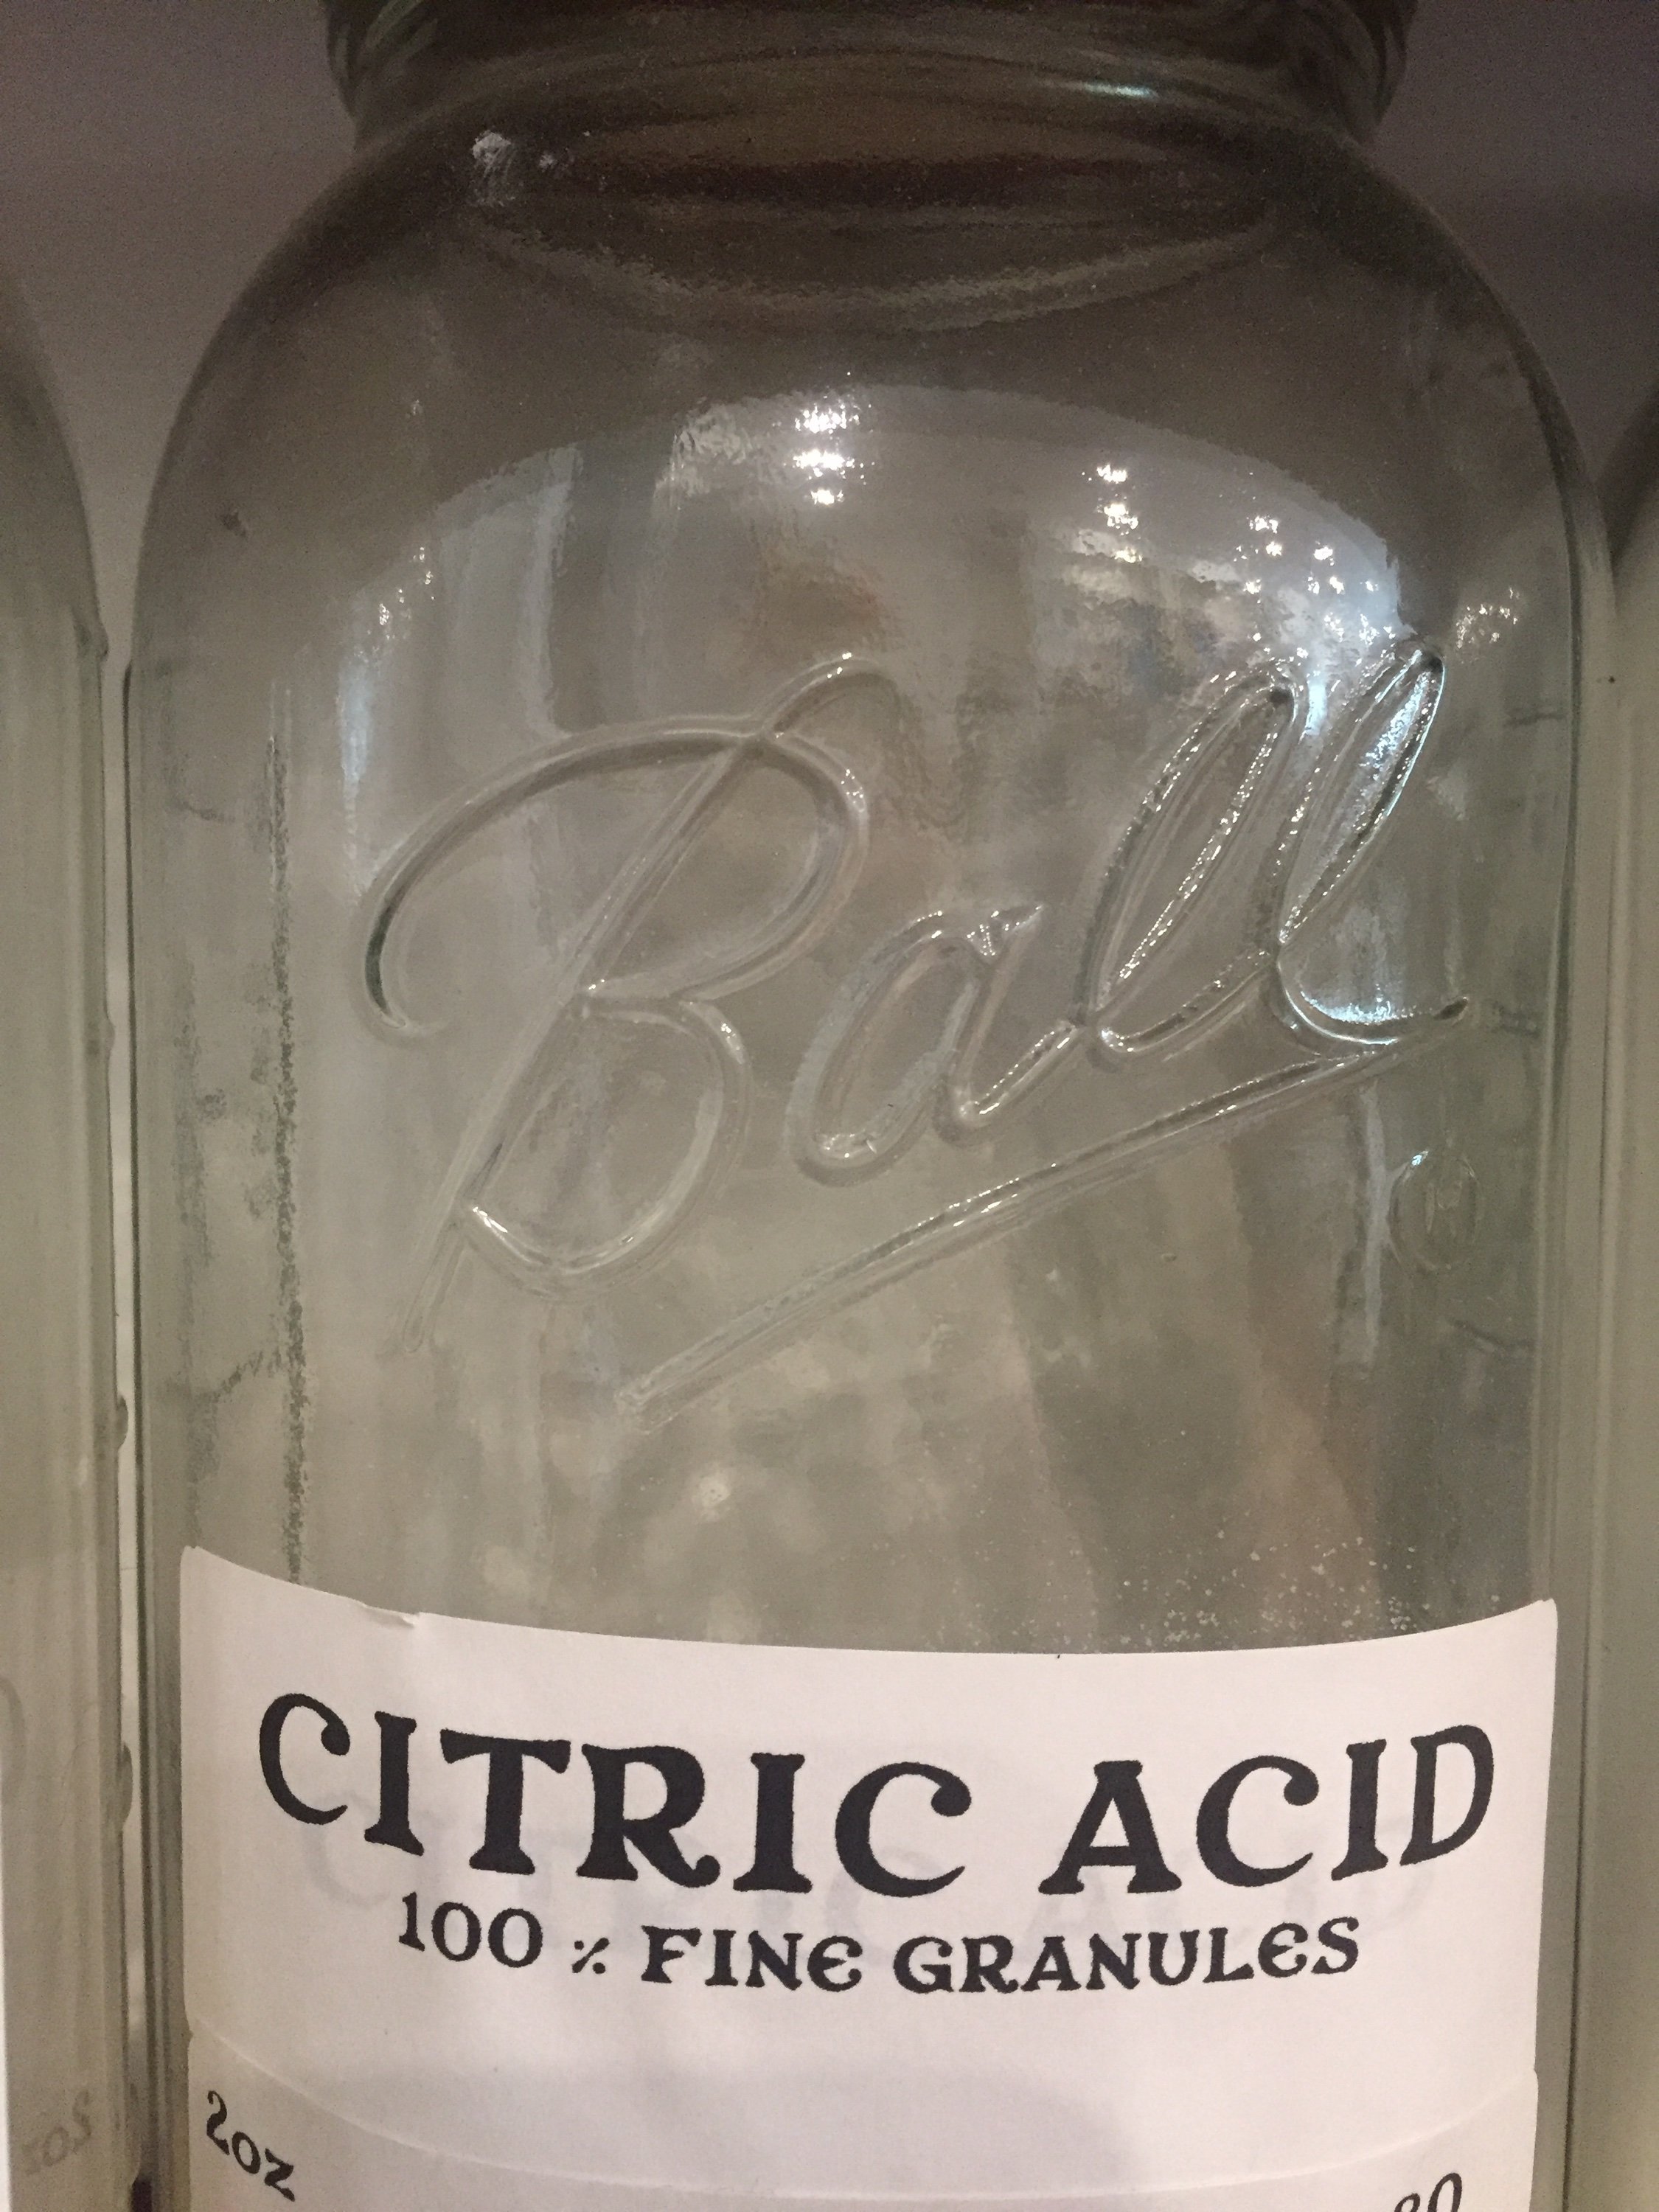 Ball
®
CITRIC ACID
100 % FINE GRANULES
2OZ